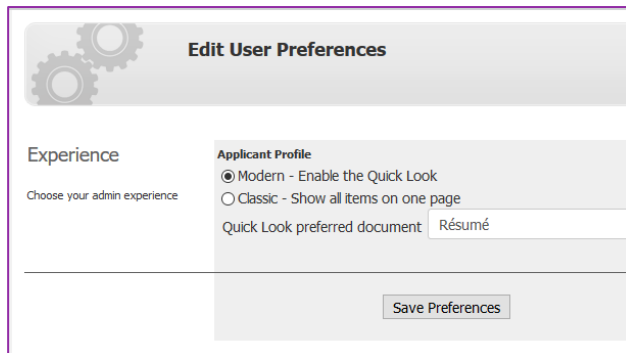 Edit User Preferences
Experience
Choose your admin experience
Applicant Profile
Modern - Enable the Quick Look
Classic - Show all items on one page
Quick Look preferred document Résumé
Save Preferences